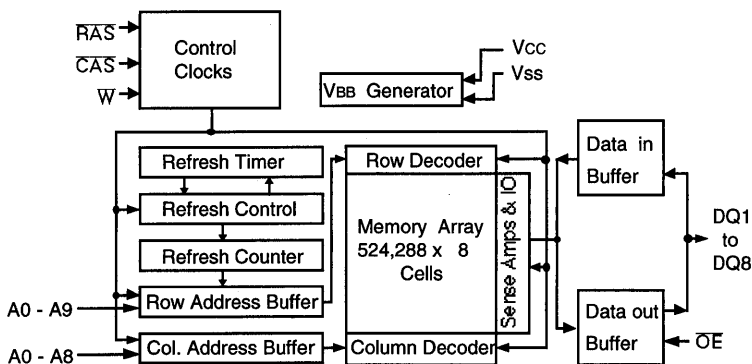 RAS
CAS
W
Control
Clocks
VCC
VSS
VBB Generator
Refresh Timer
Refresh Control
Refresh Counter
Row Address Buffer
Col. Address Buffer
A0 - A9
A0 - A8
Row Decoder
Memory Array
524,288 x 8
Cells
Column Decoder
Sense Amps & IO
Data in
Buffer
Data out
Buffer
DQ1
to
DQ8
OE